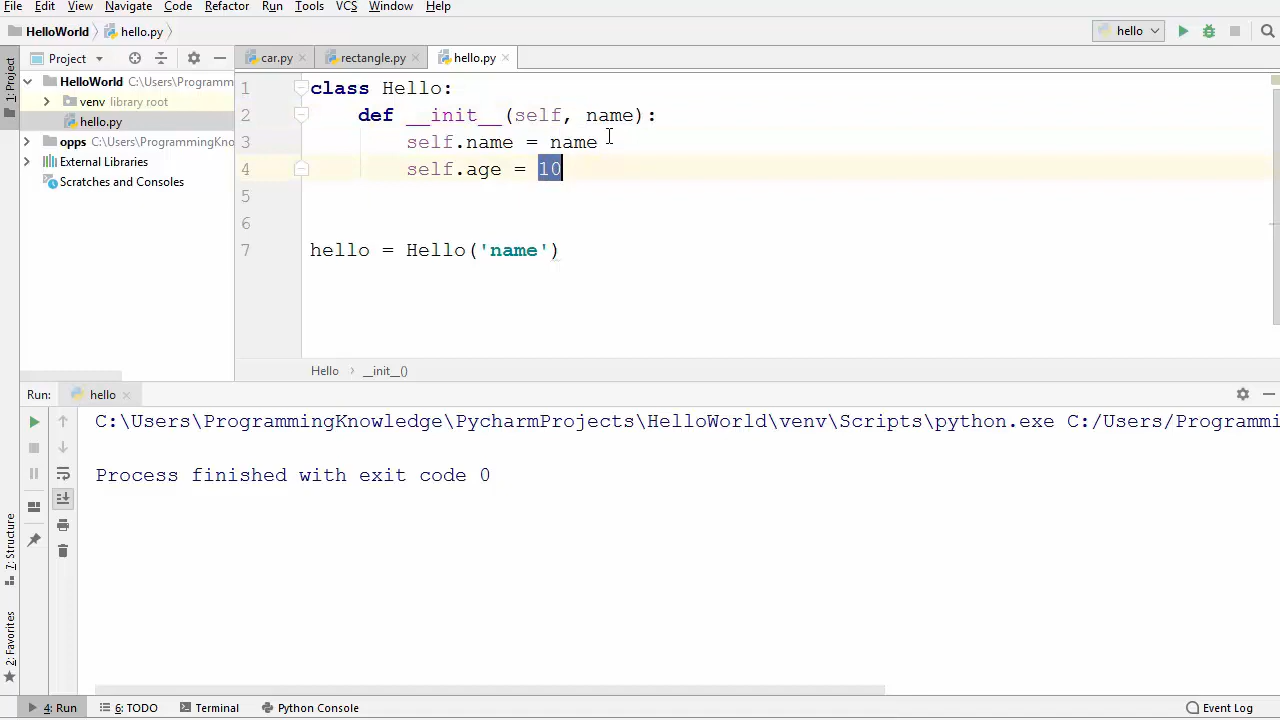 File Edit View Navigate Code Refactor Run Tools VCS Window Help
HelloWorld hello.py hello
1: Project
Project
car.py rectangle.py hello.py
HelloWorld C:\Users\Programm
venv library root
hello.py
opps C:\Users\ProgrammingK
External Libraries
Scratches and Consoles
1 class Hello:
2 def __init__(self, name):
3 self.name = name
4 self.age = 10
5
6
7 hello = Hello('name')
Hello › __init__()
Run: hello
C:\Users\ProgrammingKnowledge\PycharmProjects\HelloWorld\venv\Scripts\python.exe C:/Users/Programmi
Process finished with exit code 0
7: Structure
2: Favorites
4: Run 6: TODO Terminal Python Console Event Log